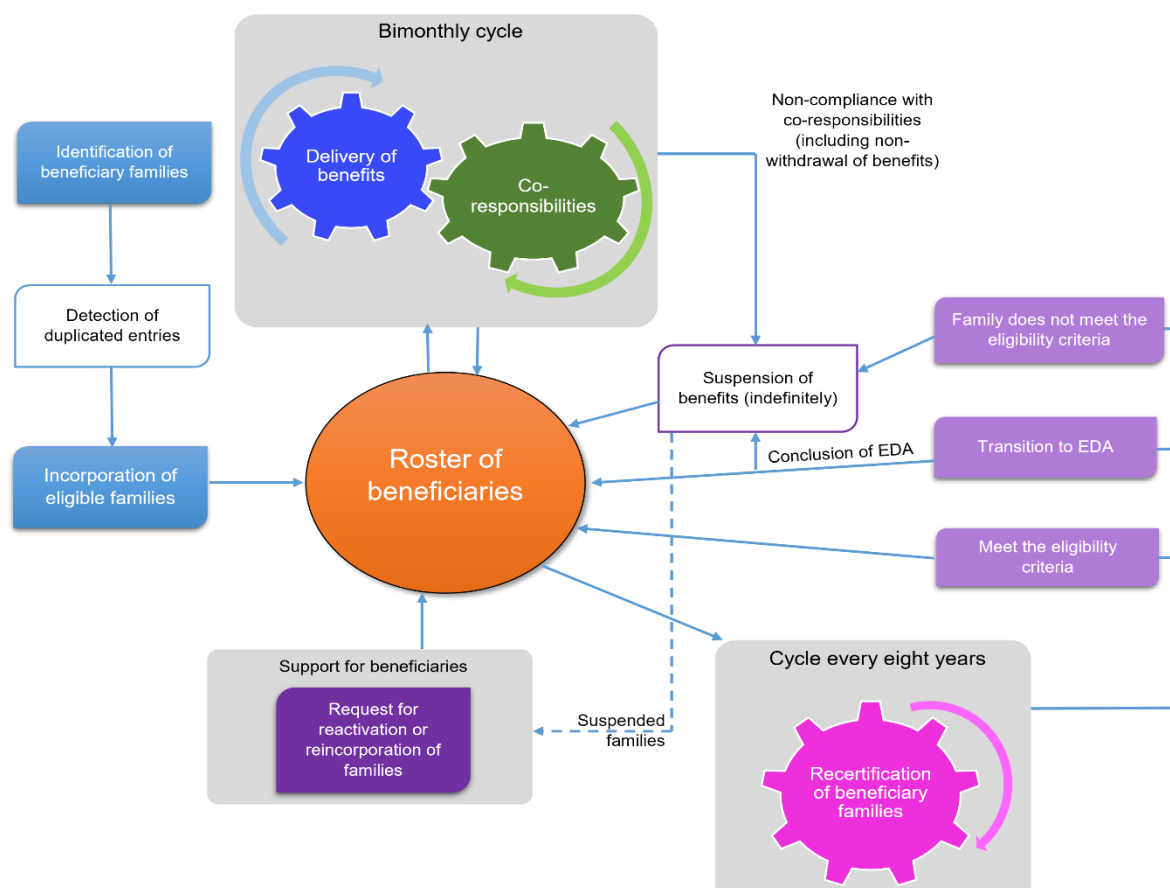 Bimonthly cycle
Identification of
beneficiary families
Delivery of
benefits
Co-
responsibilities
Non-compliance with
co-responsibilities
(including non-
withdrawal of benefits)
Detection of
duplicated entries
Family does not meet the
eligibility criteria
Suspension of
benefits (indefinitely)
Incorporation of
eligible families
Roster of
beneficiaries
Conclusion of EDA
Transition to EDA
Meet the eligibility
criteria
Support for beneficiaries
Request for
reactivation or
reincorporation of
families
Suspended
families
Cycle every eight years
Recertification
of beneficiary
families